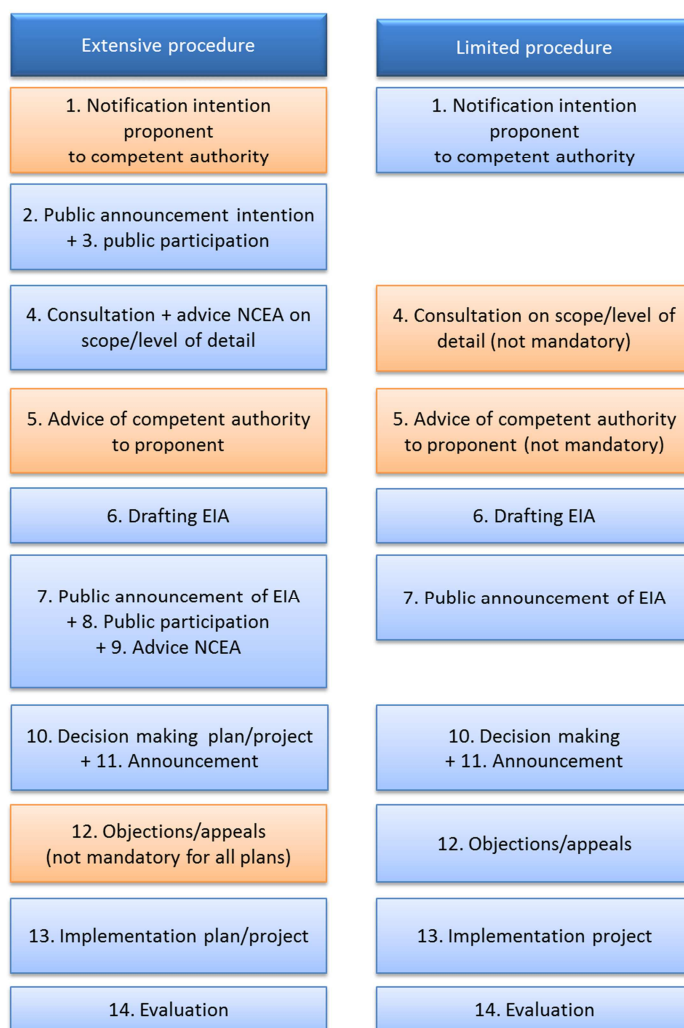 Extensive procedure
Limited procedure
1. Notification intention
proponent
to competent authority
1. Notification intention
proponent
to competent authority
2. Public announcement intention
+ 3. public participation
4. Consultation + advice NCEA on
scope/level of detail
4. Consultation on scope/level of
detail (not mandatory)
5. Advice of competent authority
to proponent
5. Advice of competent authority
to proponent (not mandatory)
6. Drafting EIA
6. Drafting EIA
7. Public announcement of EIA
+ 8. Public participation
+ 9. Advice NCEA
7. Public announcement of EIA
10. Decision making plan/project
+ 11. Announcement
10. Decision making
+ 11. Announcement
12. Objections/appeals
(not mandatory for all plans)
12. Objections/appeals
13. Implementation plan/project
13. Implementation project
14. Evaluation
14. Evaluation